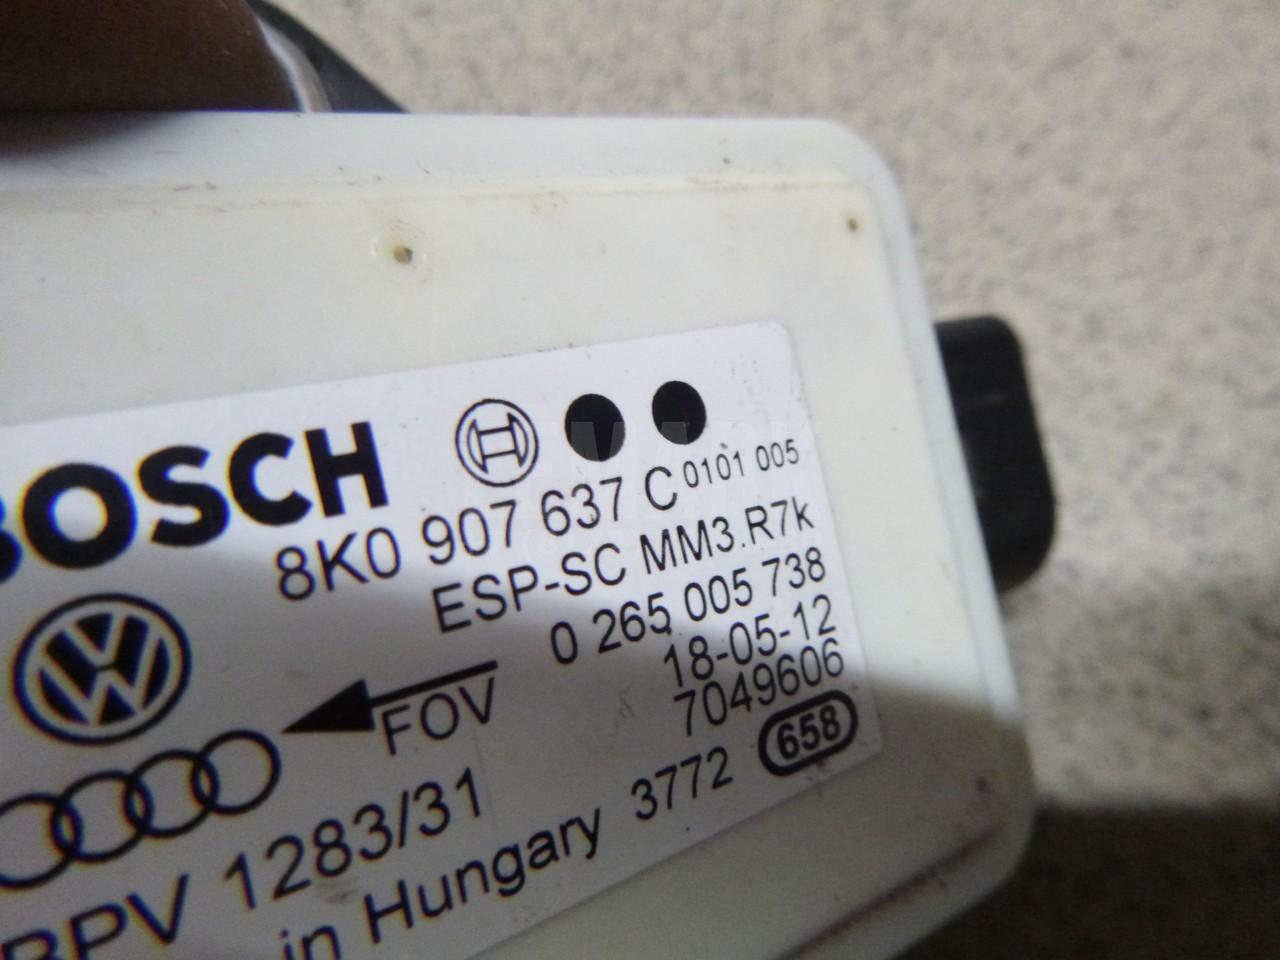 BOSCH
8K0 907 637 C 0101 005
ESP-SC MM3.R7k
0 265 005 738
18-05-12
FOV
7049606
BPV 1283/31
658
in Hungary 3772